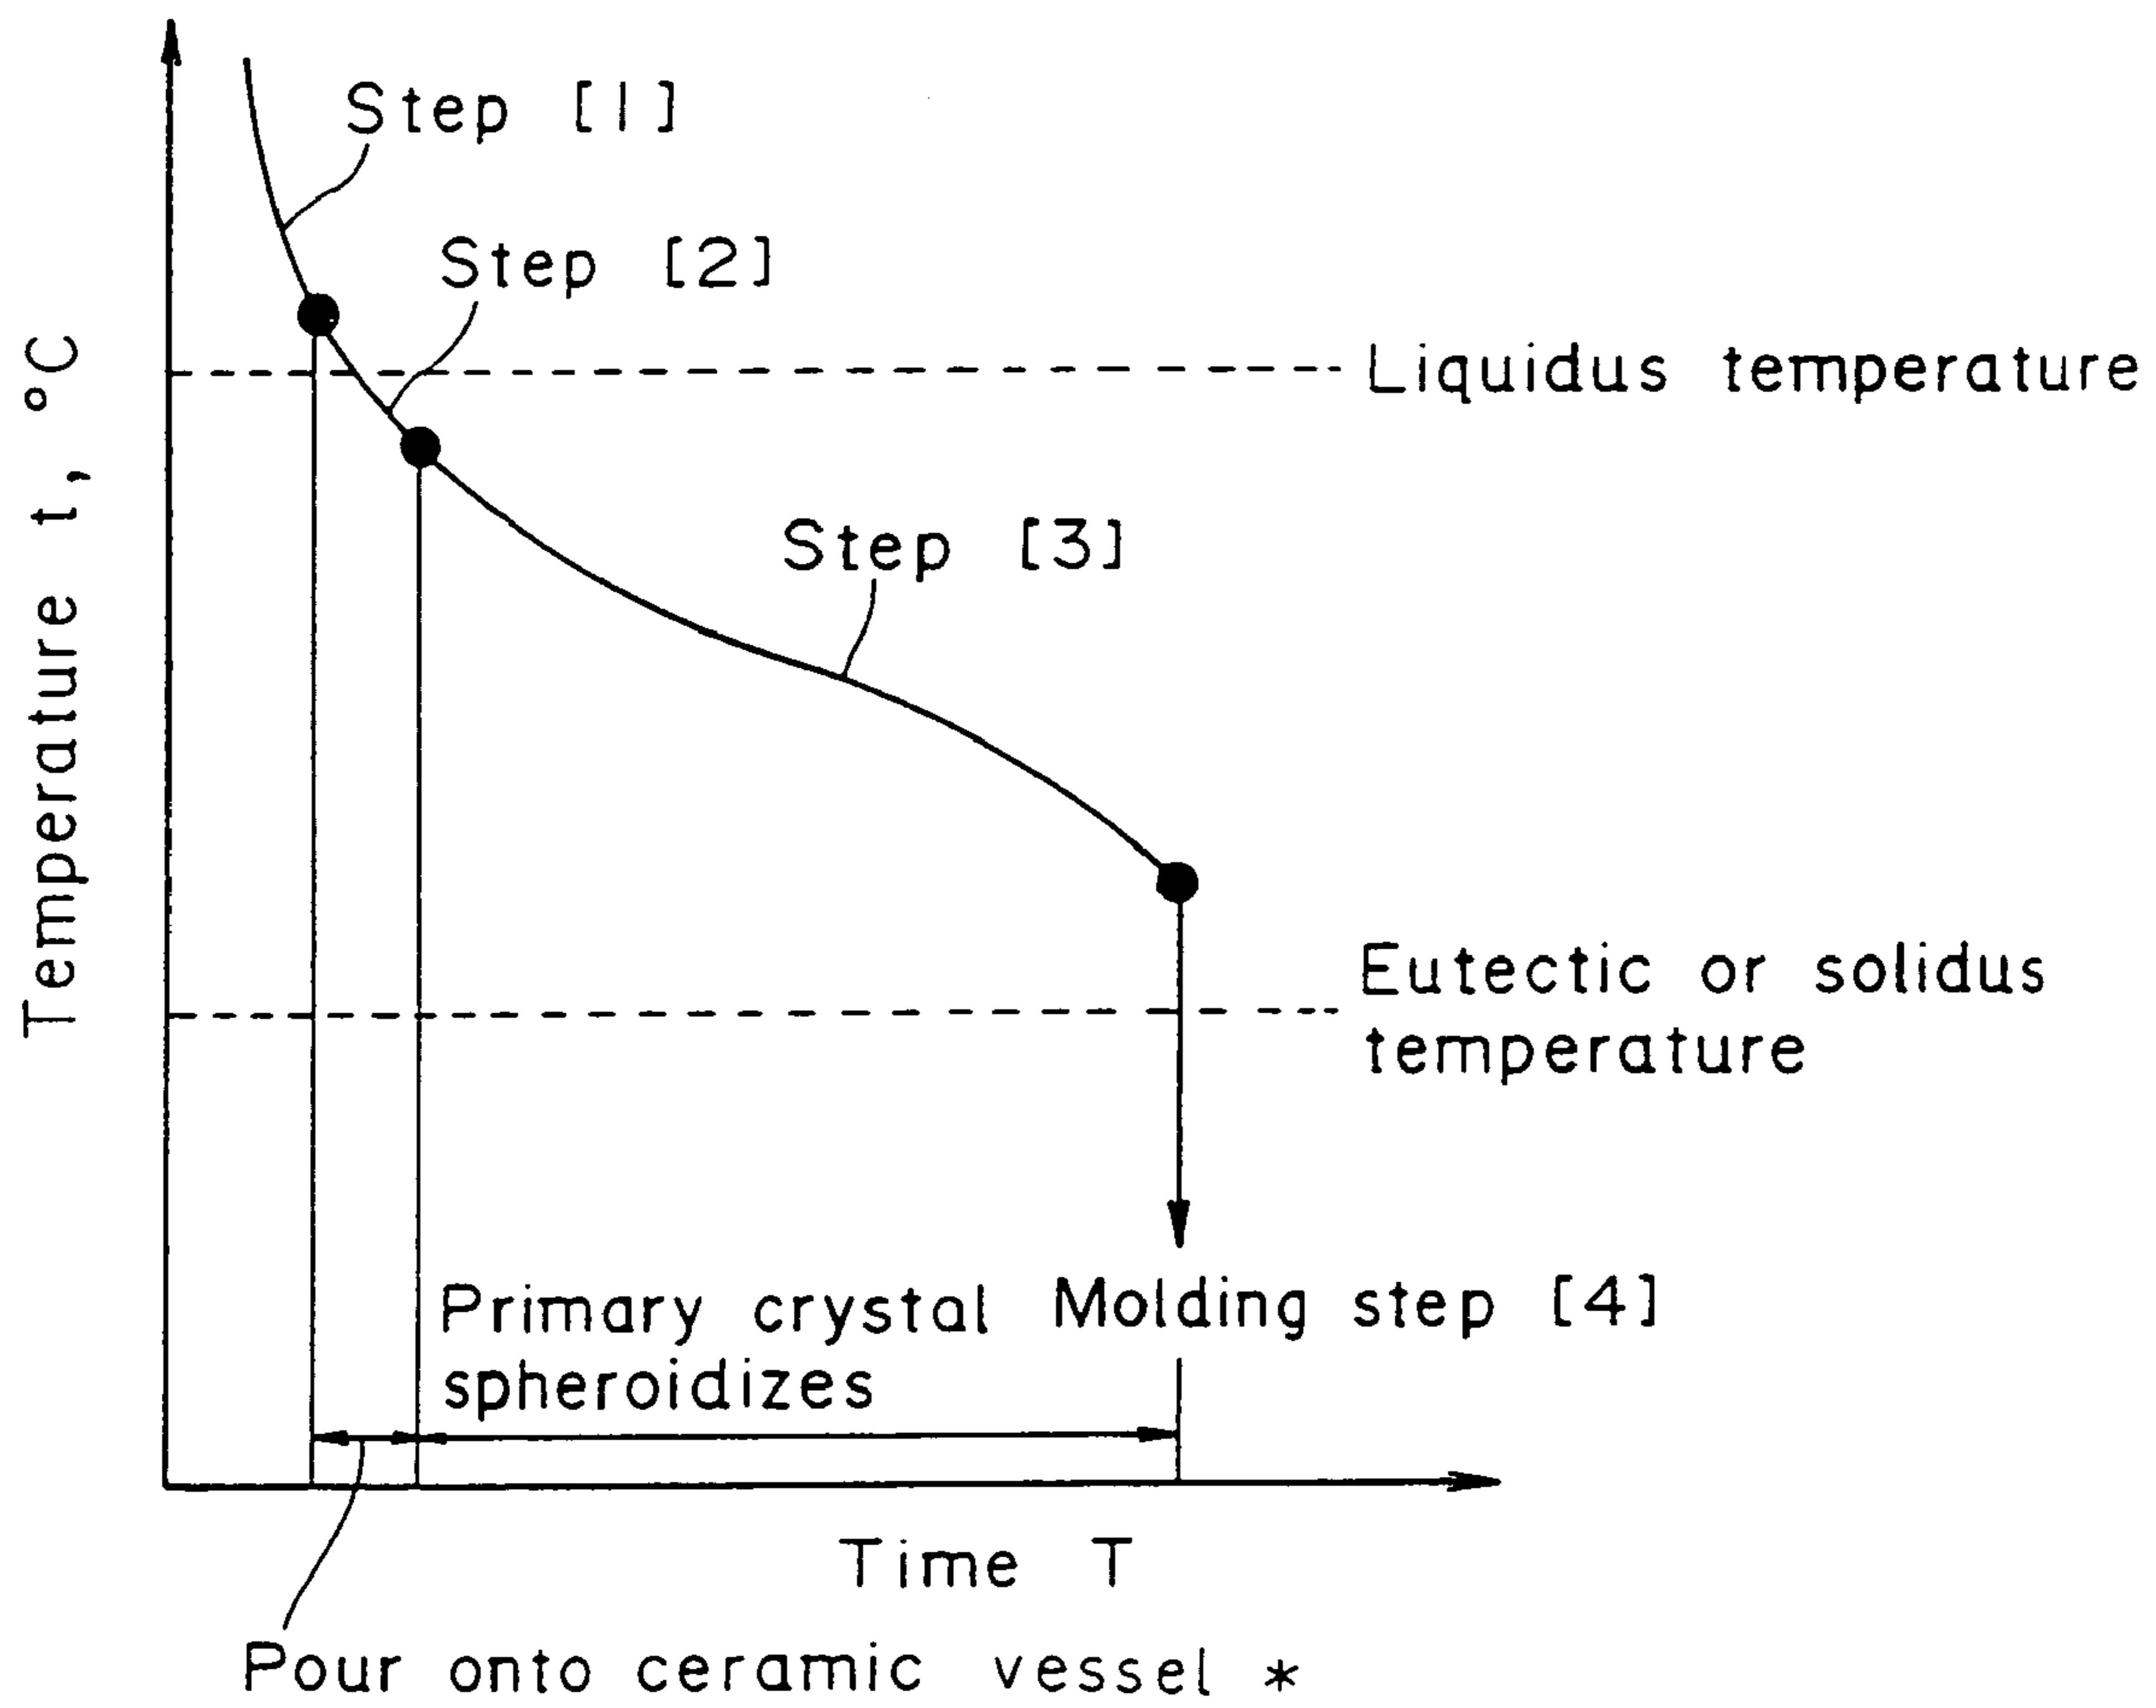 Step [1]
Step [2]
Liquidus temperature
Temperature t, °C
Step [3]
Eutectic or solidus
temperature
Primary crystal
spheroidizes
Molding step [4]
Time T
Pour onto ceramic vessel *